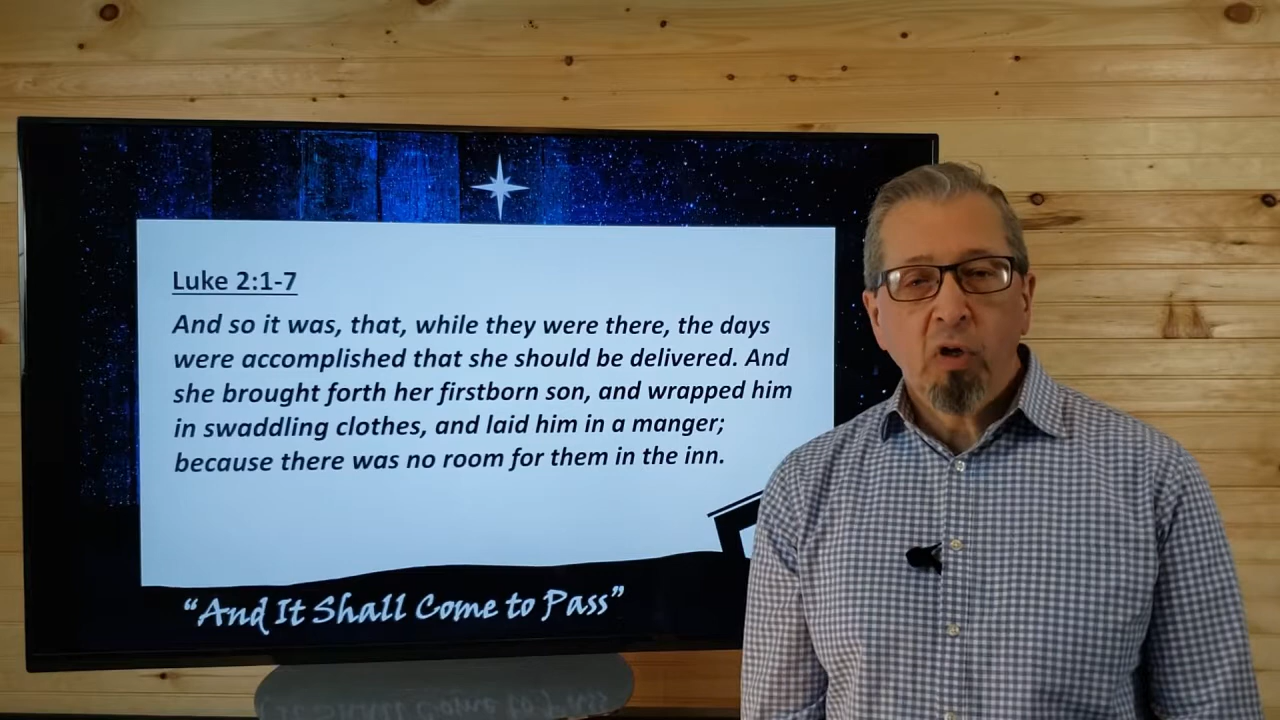 Luke 2:1-7
And so it was, that, while they were there, the days
were accomplished that she should be delivered. And
she brought forth her firstborn son, and wrapped him
in swaddling clothes, and laid him in a manger;
because there was no room for them in the inn.
“And It Shall Come to Pass”